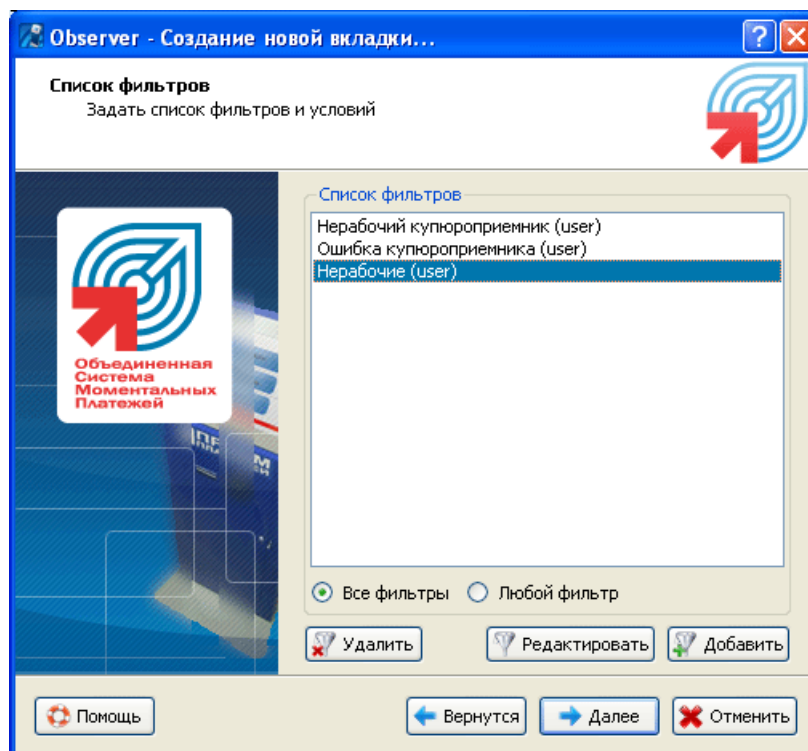 Observer - Создание новой вкладки...
Список фильтров
Задать список фильтров и условий
Список фильтров
Нерабочий купюроприемник (user)
Ошибка купюроприемника (user)
Нерабочие (user)
Объединенная
Система
Моментальных
Платежей
Все фильтры
Любой фильтр
Удалить
Редактировать
Добавить
Помощь
Вернутся
Далее
Отменить